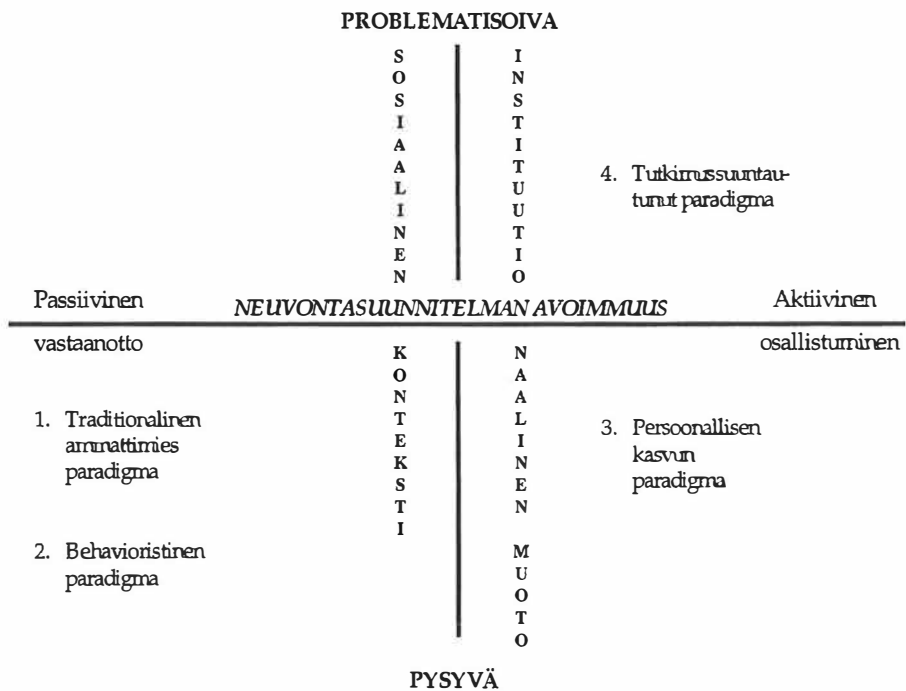 PROBLEMATISOIVA
SOSIAALINEN
INSTITUUTIO
4. Tutkimussuuntau-
tunut paradigma
Passiivinen
NEUVONTASUUNNITELMAN AVOIMMUUS
Aktiivinen
vastaanotto
osallistuminen
KONTEKSTI
NAALINEN MUOTO
1. Traditionalinen
ammattimies
paradigma
2. Behavioristinen
paradigma
3. Persoonallisen
kasvun
paradigma
PYSYVÄ